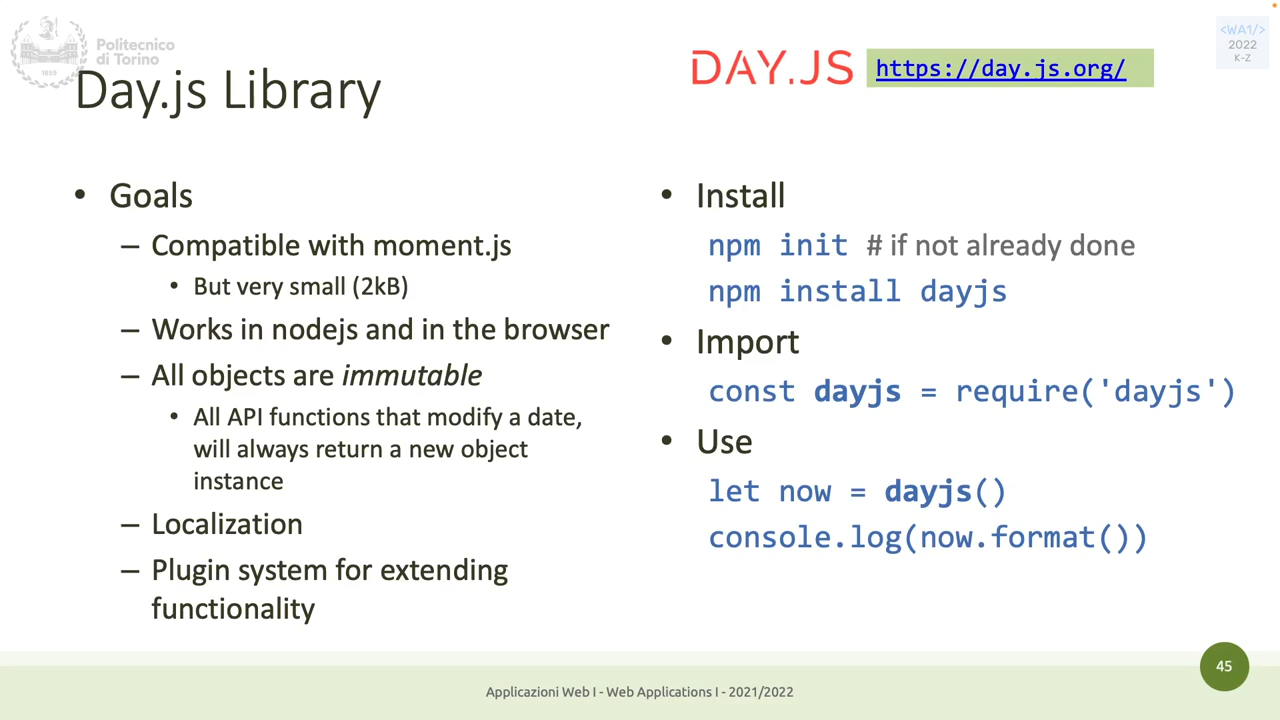 Politecnico
di Torino
1859
Day.js Library
DAY.JS
https://day.js.org/
<WA1/>
2022
K-Z
• Goals
– Compatible with moment.js
• But very small (2kB)
– Works in nodejs and in the browser
– All objects are immutable
• All API functions that modify a date,
will always return a new object
instance
– Localization
– Plugin system for extending
functionality
• Install
npm init # if not already done
npm install dayjs
• Import
const dayjs = require('dayjs')
• Use
let now = dayjs()
console.log(now.format())
Applicazioni Web I - Web Applications I - 2021/2022
45